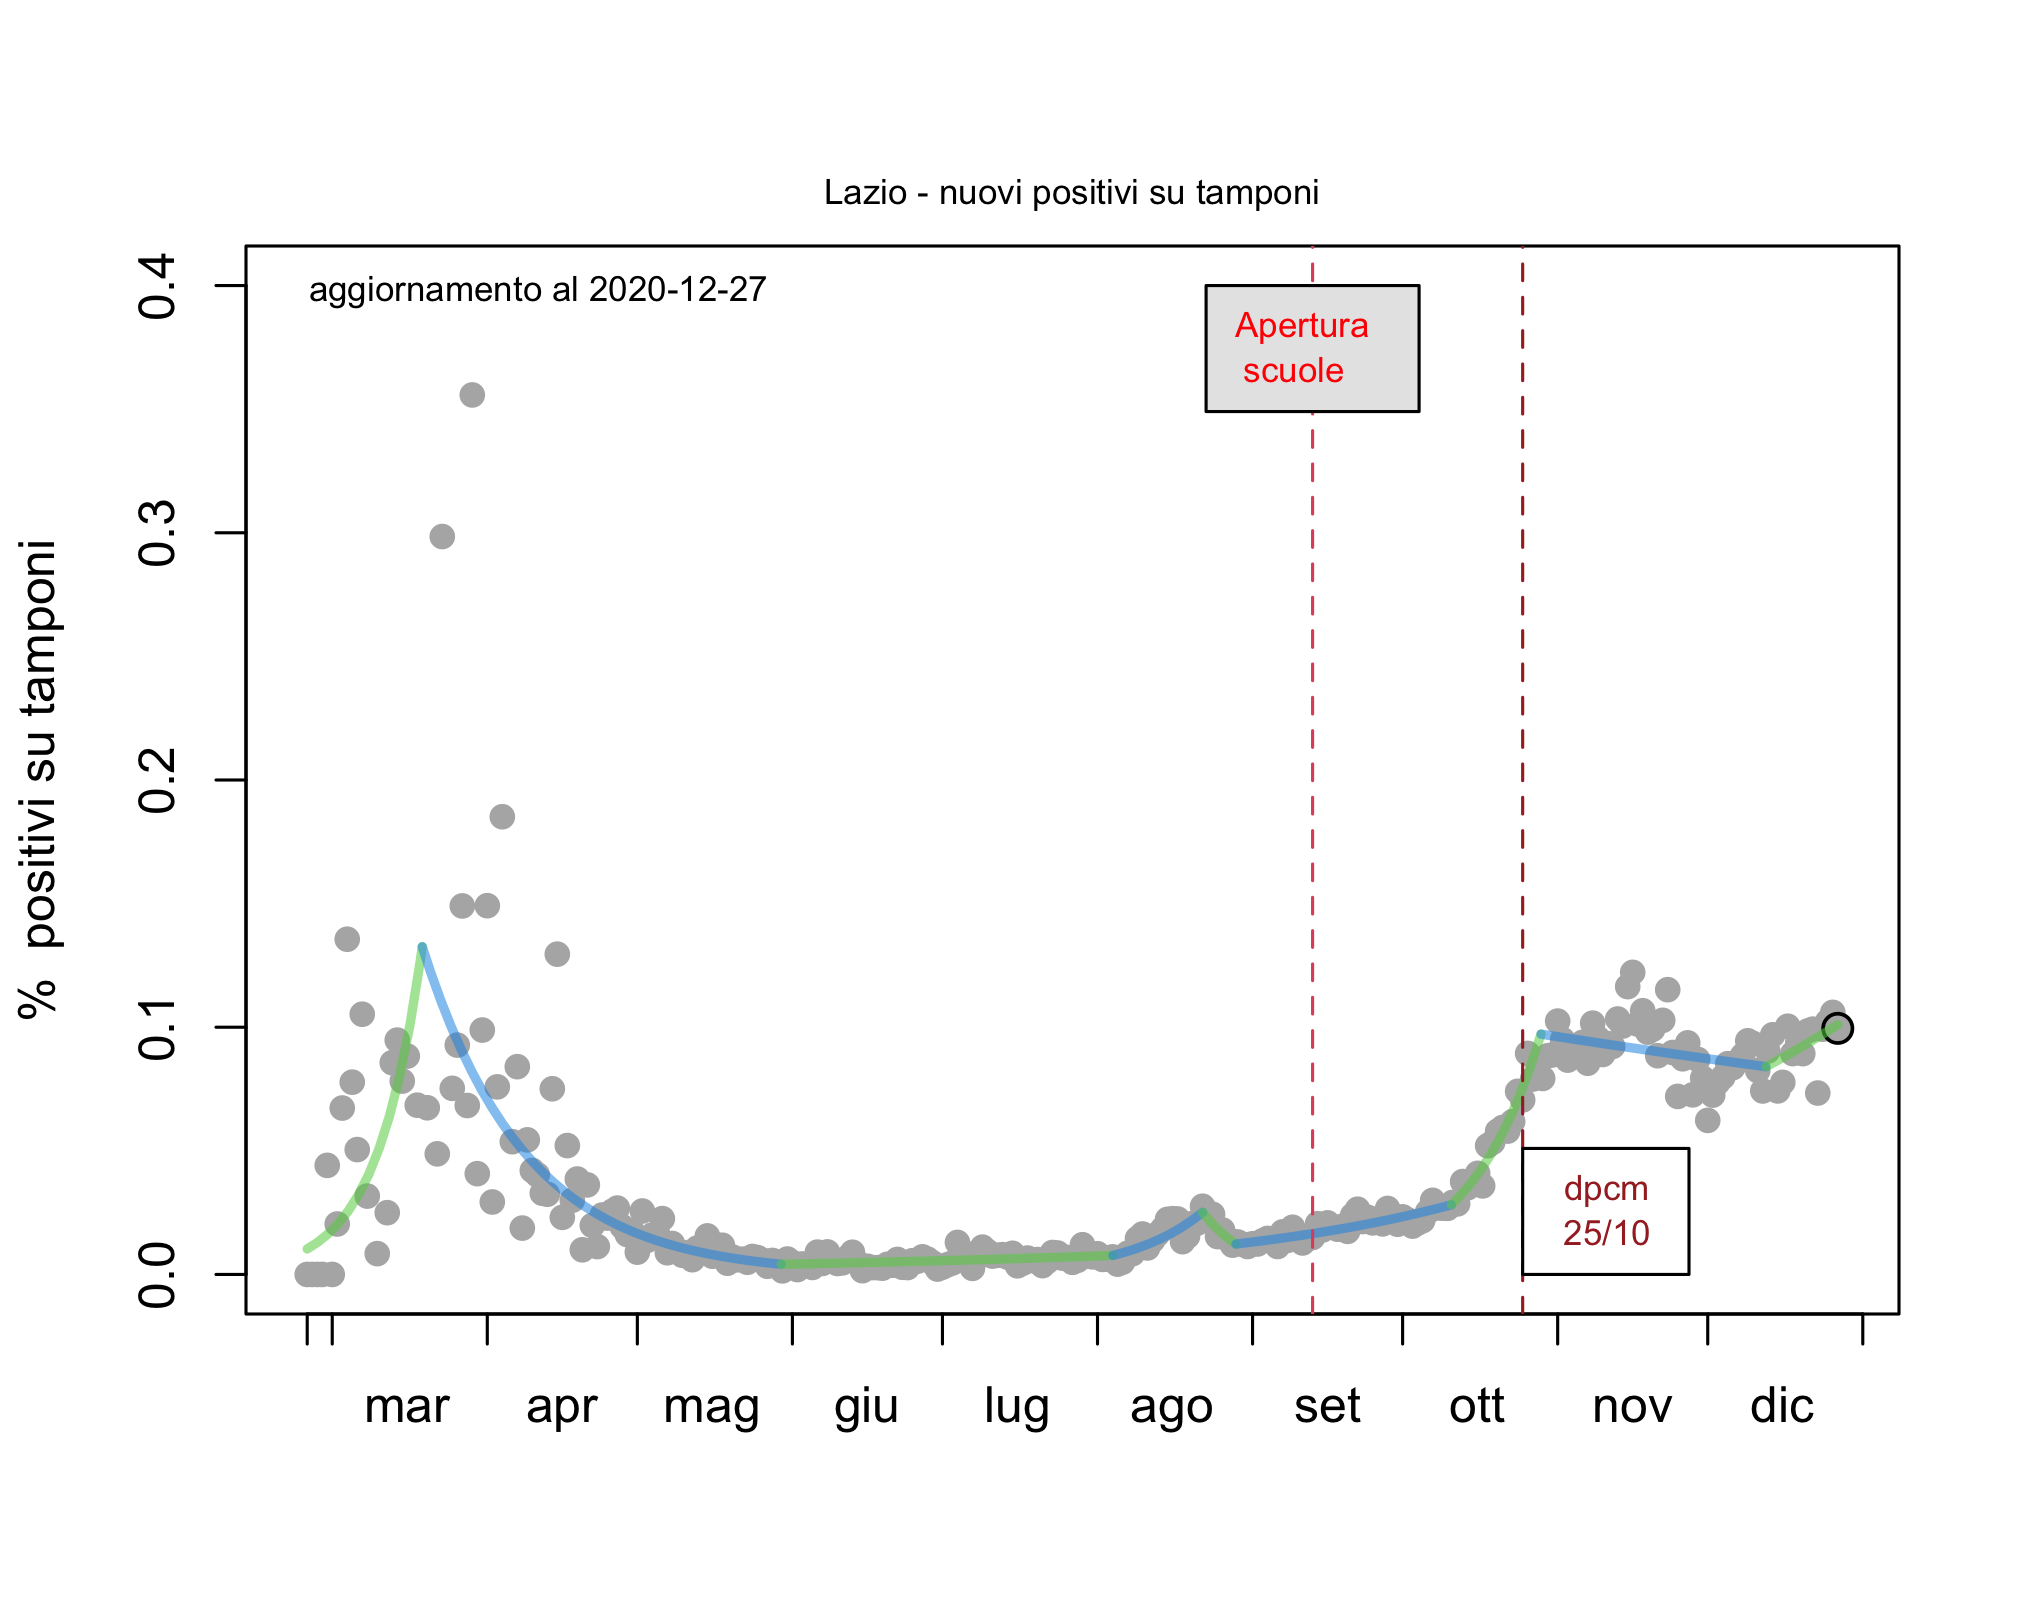 Lazio - nuovi positivi su tamponi
aggiornamento al 2020-12-27
Apertura
scuole
dpcm
25/10
% positivi su tamponi
0.4
0.3
0.2
0.1
0.0
mar apr mag giu lug ago set ott nov dic